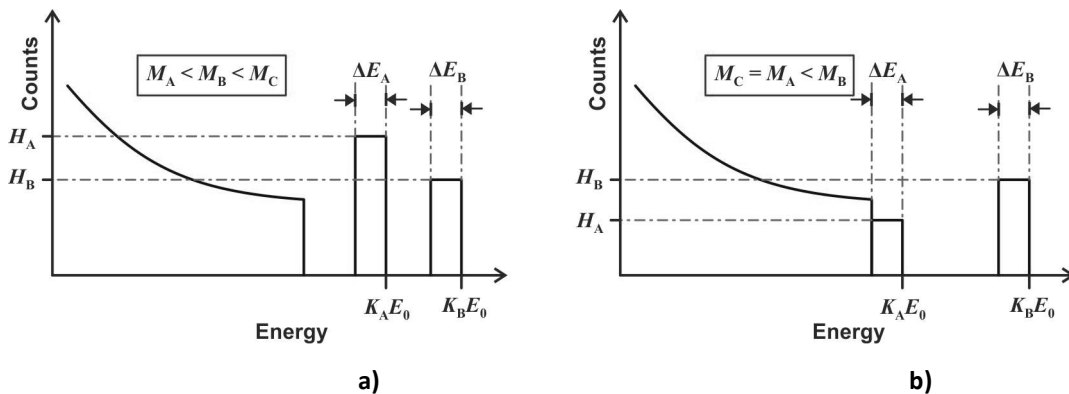 Counts
M_A < M_B < M_C
ΔE_A
ΔE_B
H_A
H_B
K_AE_0
K_BE_0
Energy
a)
Counts
M_C = M_A < M_B
ΔE_A
ΔE_B
H_B
H_A
K_AE_0
K_BE_0
Energy
b)